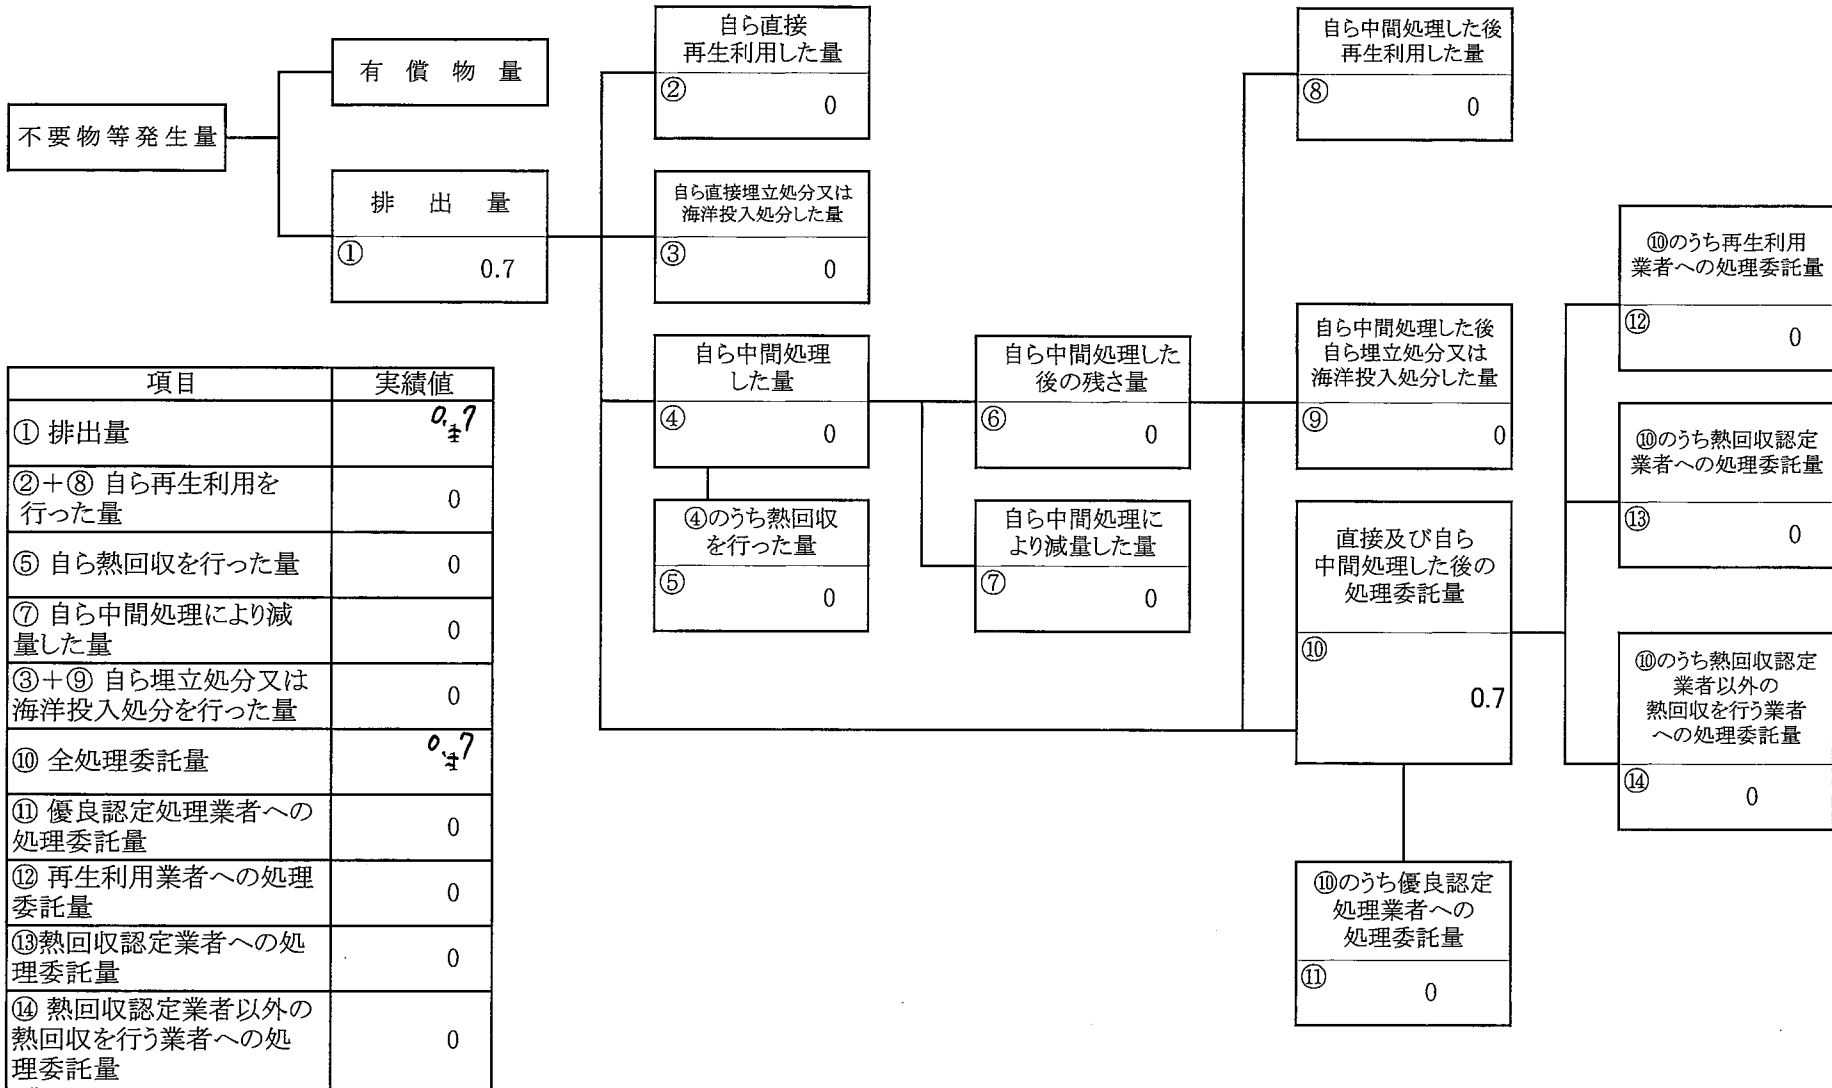 不要物等発生量
有償物量
排出量
①
0.7
自ら直接
再生利用した量
②
0
自ら直接埋立処分又は
海洋投入処分した量
③
0
自ら中間処理
した量
④
0
④のうち熱回収
を行った量
⑤
0
自ら中間処理した
後の残さ量
⑥
0
自ら中間処理に
より減量した量
⑦
0
自ら中間処理した後
再生利用した量
⑧
0
自ら中間処理した後
自ら埋立処分又は
海洋投入処分した量
⑨
0
直接及び自ら
中間処理した後の
処理委託量
⑩
0.7
⑩のうち優良認定
処理業者への
処理委託量
⑪
0
⑩のうち再生利用
業者への処理委託量
⑫
0
⑩のうち熱回収認定
業者への処理委託量
⑬
0
⑩のうち熱回収認定
業者以外の
熱回収を行う業者
への処理委託量
⑭
0
項目 実績値
① 排出量 0.7
②+⑧ 自ら再生利用を
行った量 0
⑤ 自ら熱回収を行った量 0
⑦ 自ら中間処理により減
量した量 0
③+⑨ 自ら埋立処分又は
海洋投入処分を行った量 0
⑩ 全処理委託量 0.7
⑪ 優良認定処理業者への
処理委託量 0
⑫ 再生利用業者への処理
委託量 0
⑬熱回収認定業者への処
理委託量 0
⑭ 熱回収認定業者以外の
熱回収を行う業者への処
理委託量 0